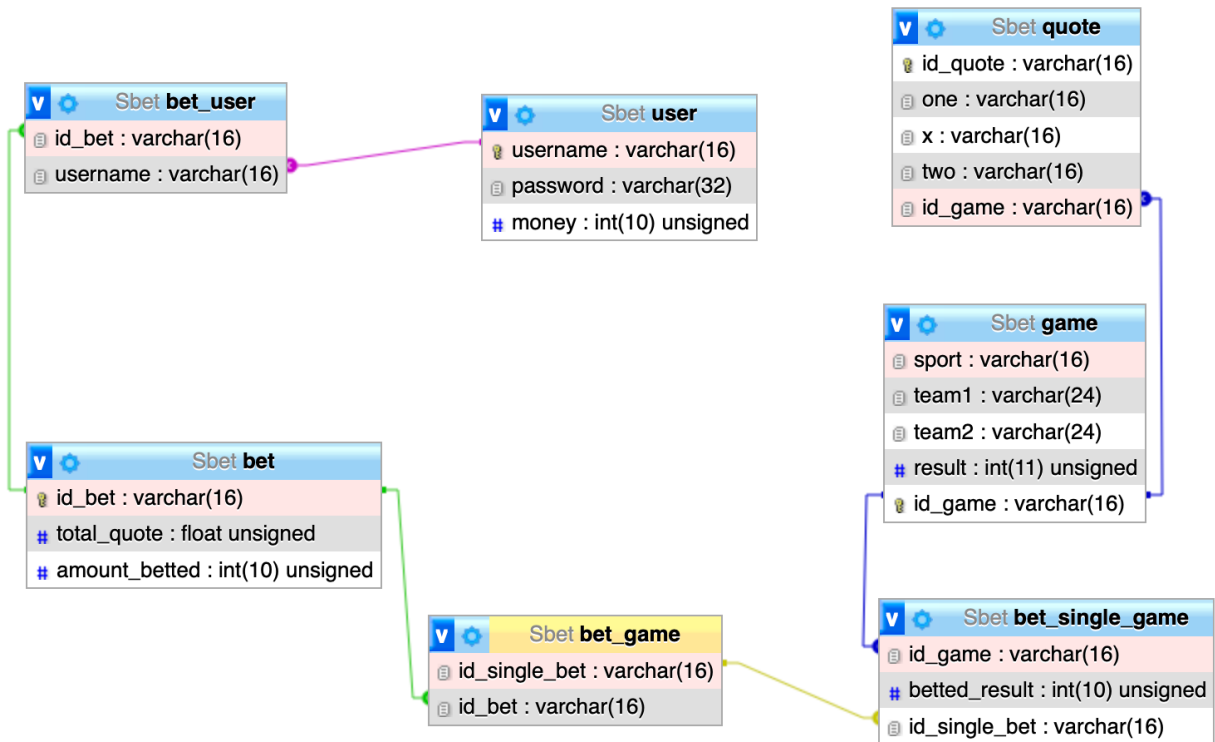 Sbet quote
id_quote : varchar(16)
one : varchar(16)
x : varchar(16)
two : varchar(16)
id_game : varchar(16)
v Sbet bet_user
id_bet : varchar(16)
username : varchar(16)
v Sbet user
username : varchar(16)
password : varchar(32)
# money : int(10) unsigned
v Sbet game
sport : varchar(16)
team1 : varchar(24)
team2 : varchar(24)
# result : int(11) unsigned
id_game : varchar(16)
v Sbet bet
id_bet : varchar(16)
# total_quote : float unsigned
# amount_betted : int(10) unsigned
v Sbet bet_game
id_single_bet : varchar(16)
id_bet : varchar(16)
v Sbet bet_single_game
id_game : varchar(16)
# betted_result : int(10) unsigned
id_single_bet : varchar(16)